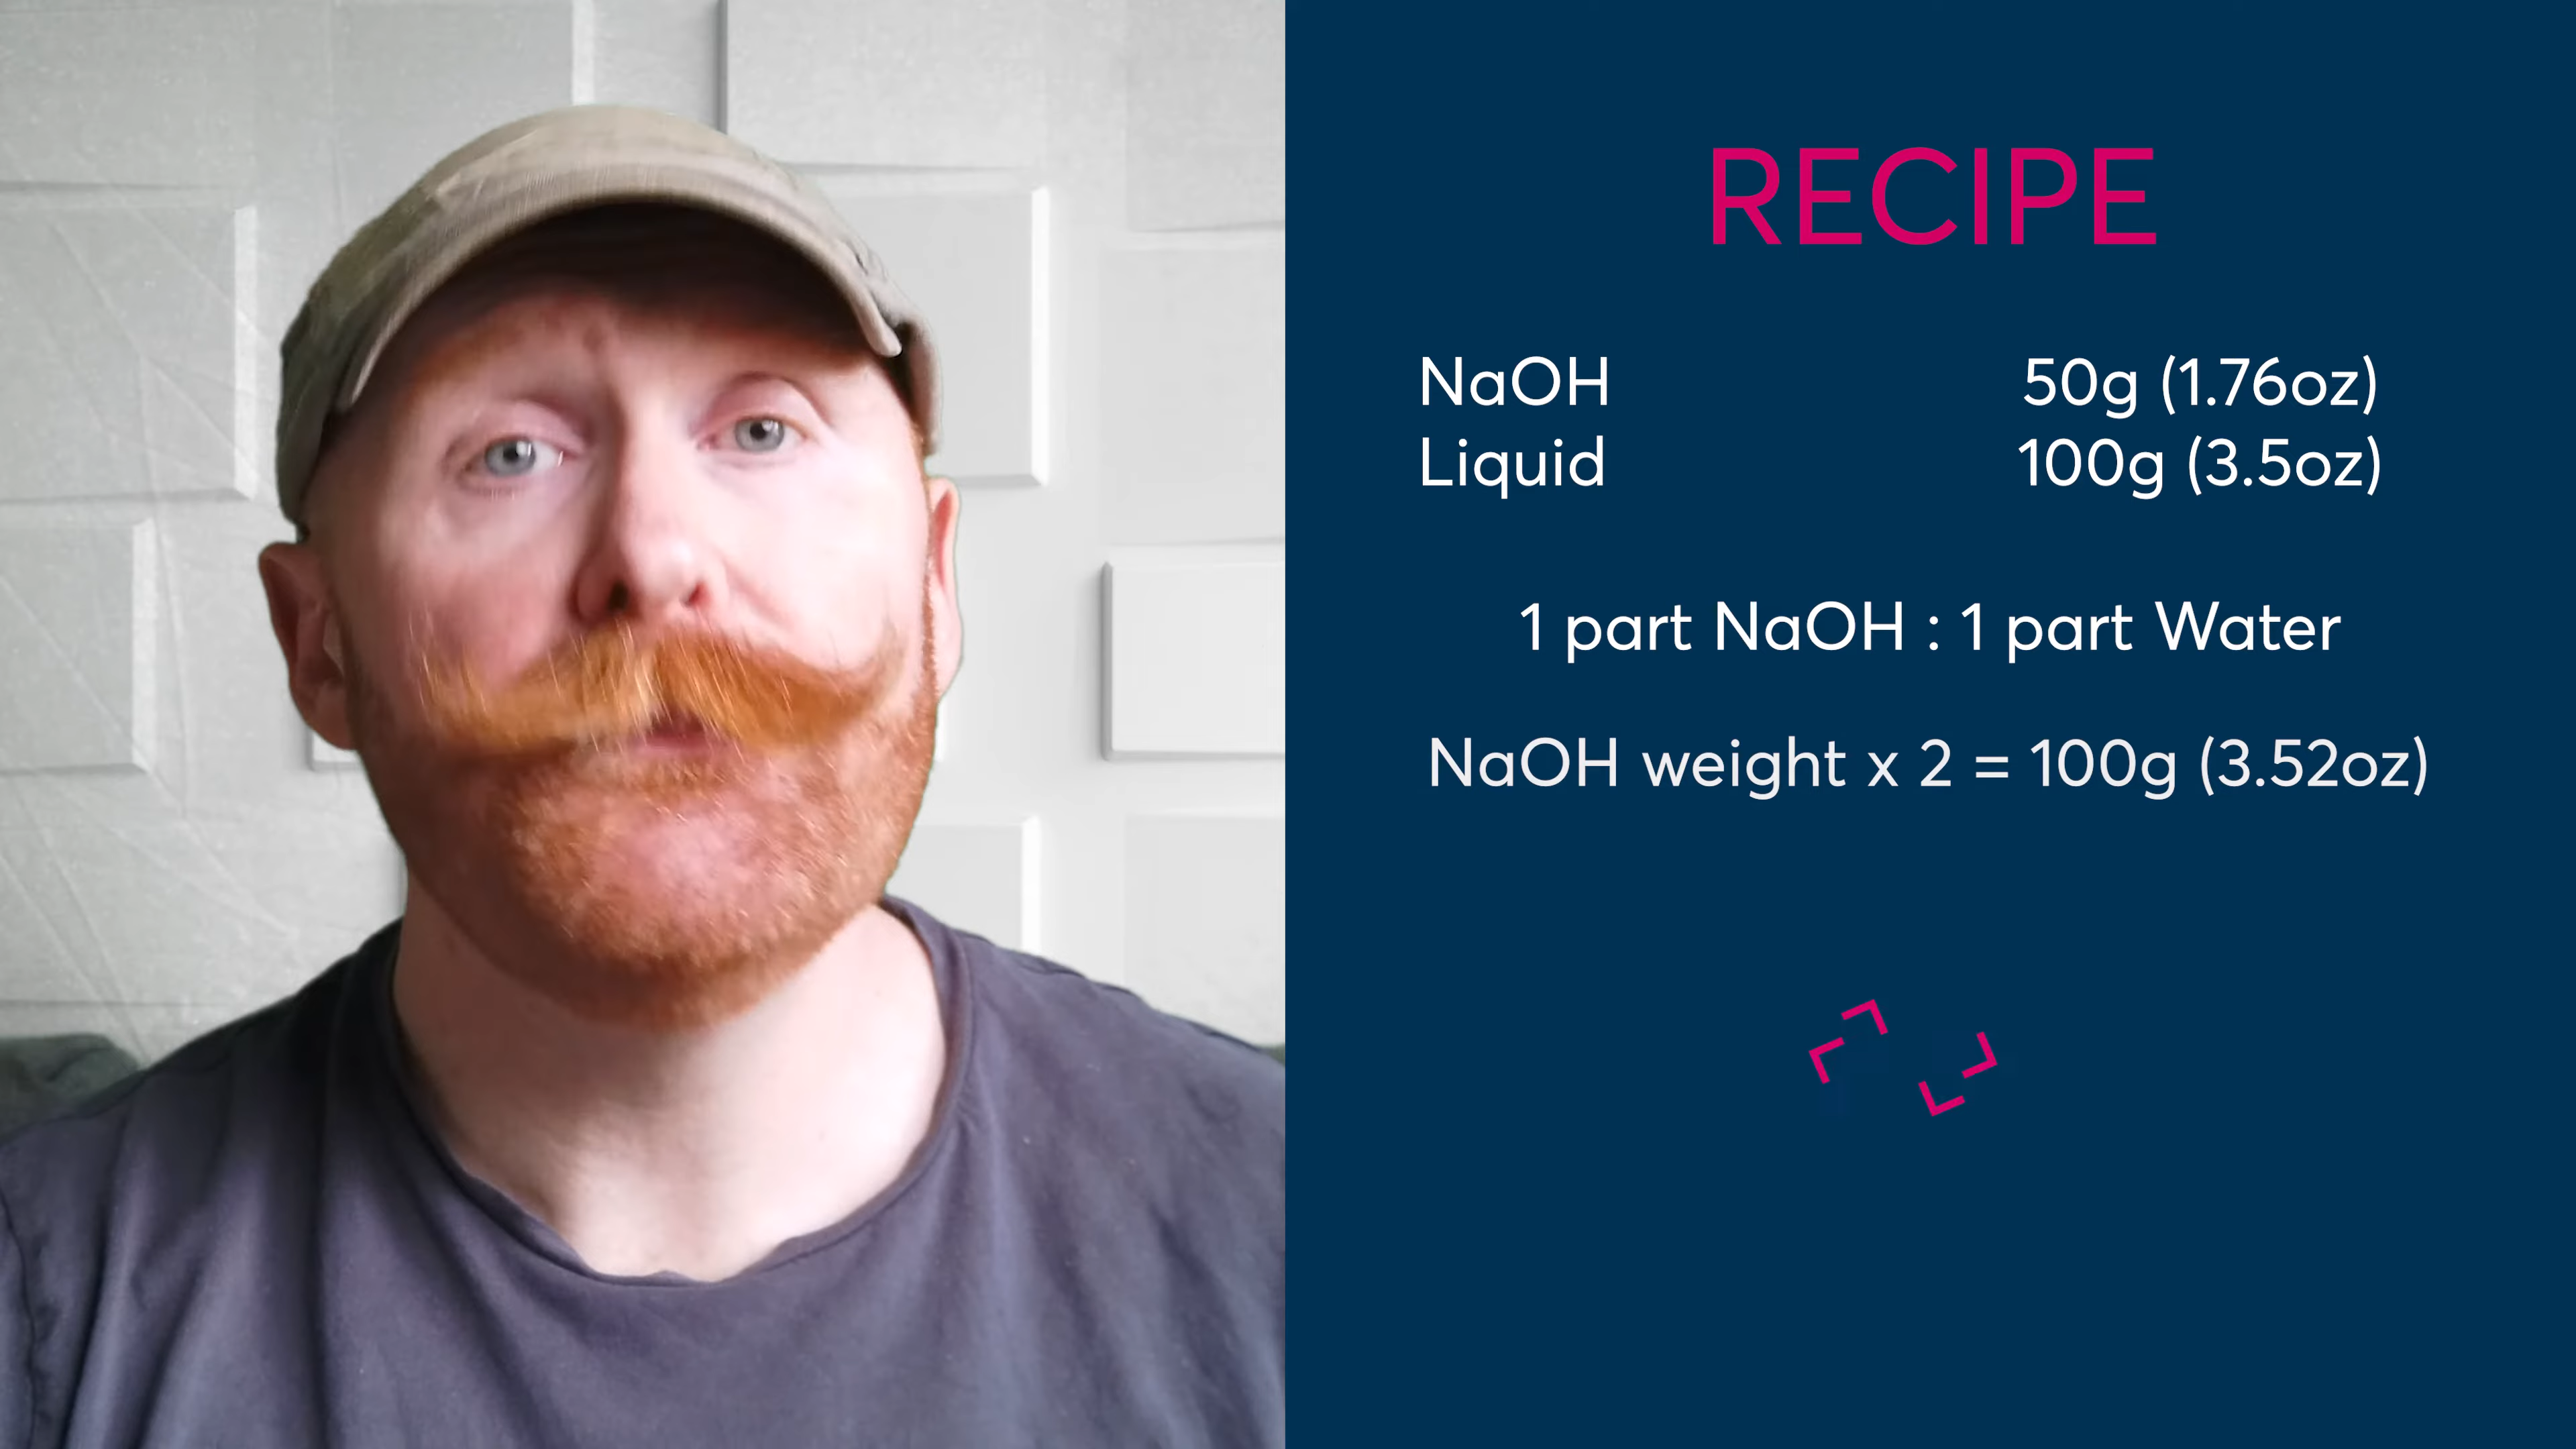 RECIPE
NaOH 50g (1.76oz)
Liquid 100g (3.5oz)
1 part NaOH : 1 part Water
NaOH weight x 2 = 100g (3.52oz)